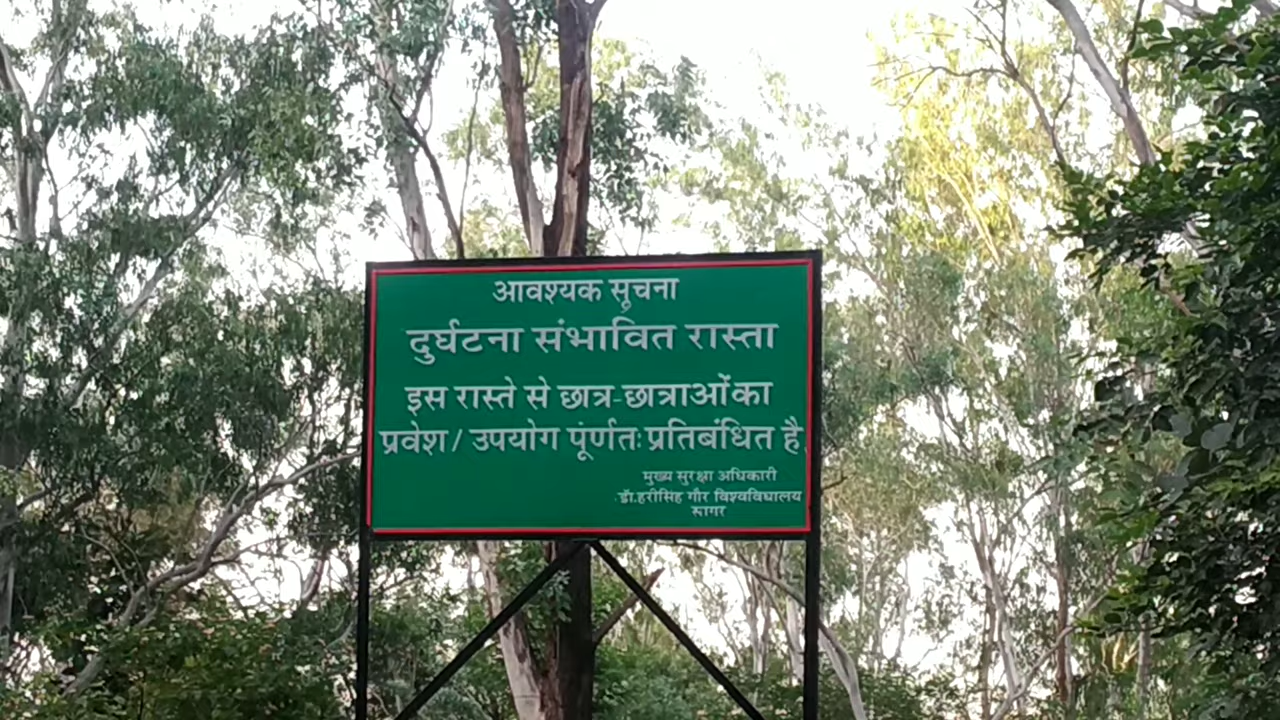 आवश्यक सूचना
दुर्घटना संभावित रास्ता
इस रास्ते से छात्र-छात्राओं का
प्रवेश / उपयोग पूंर्णतः प्रतिबंधित है
मुख्य सुरक्षा अधिकारी
डॉ.हरीसिंह गौर विश्वविद्यालय
सागर